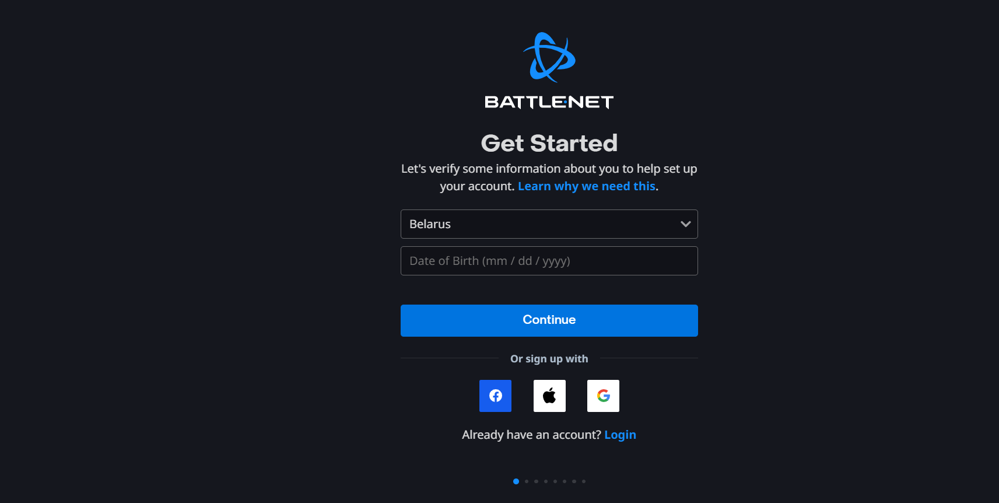 BATTLE.NET
Get Started
Let's verify some information about you to help set up
your account. Learn why we need this.
Belarus
Date of Birth (mm / dd / yyyy)
Continue
Or sign up with
Already have an account? Login